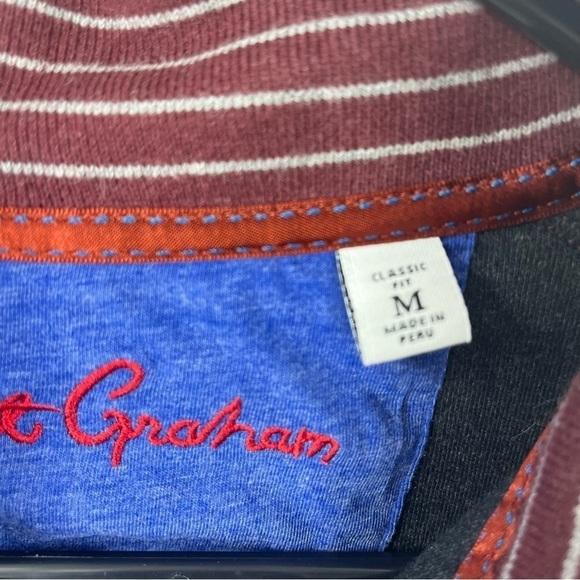 CLASSIC
FIT
M
MADE IN
PERU
t Graham